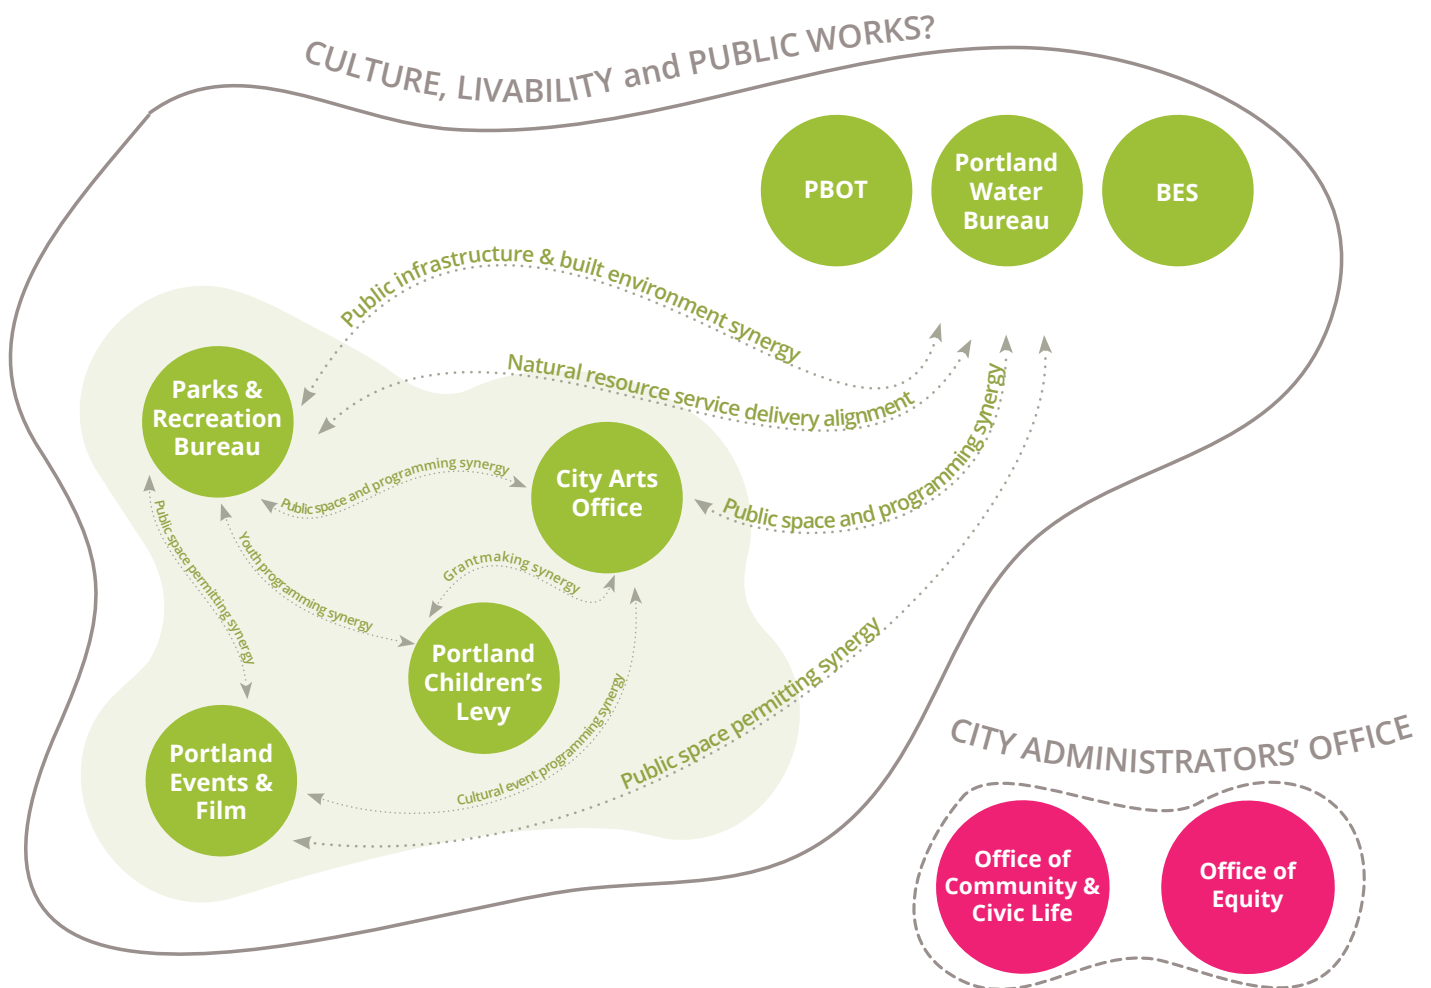 CULTURE, LIVABILITY and PUBLIC WORKS?
PBOT
Portland
Water
Bureau
BES
Public infrastructure & built environment synergy
Natural resource service delivery alignment
Parks &
Recreation
Bureau
Public space and programming synergy
City Arts
Office
Public space and programming synergy
Public space permitting synergy
Youth programming synergy
Grantmaking synergy
Portland
Children's
Levy
Cultural event programming synergy
Public space permitting synergy
Portland
Events &
Film
CITY ADMINISTRATORS' OFFICE
Office of
Community &
Civic Life
Office of
Equity